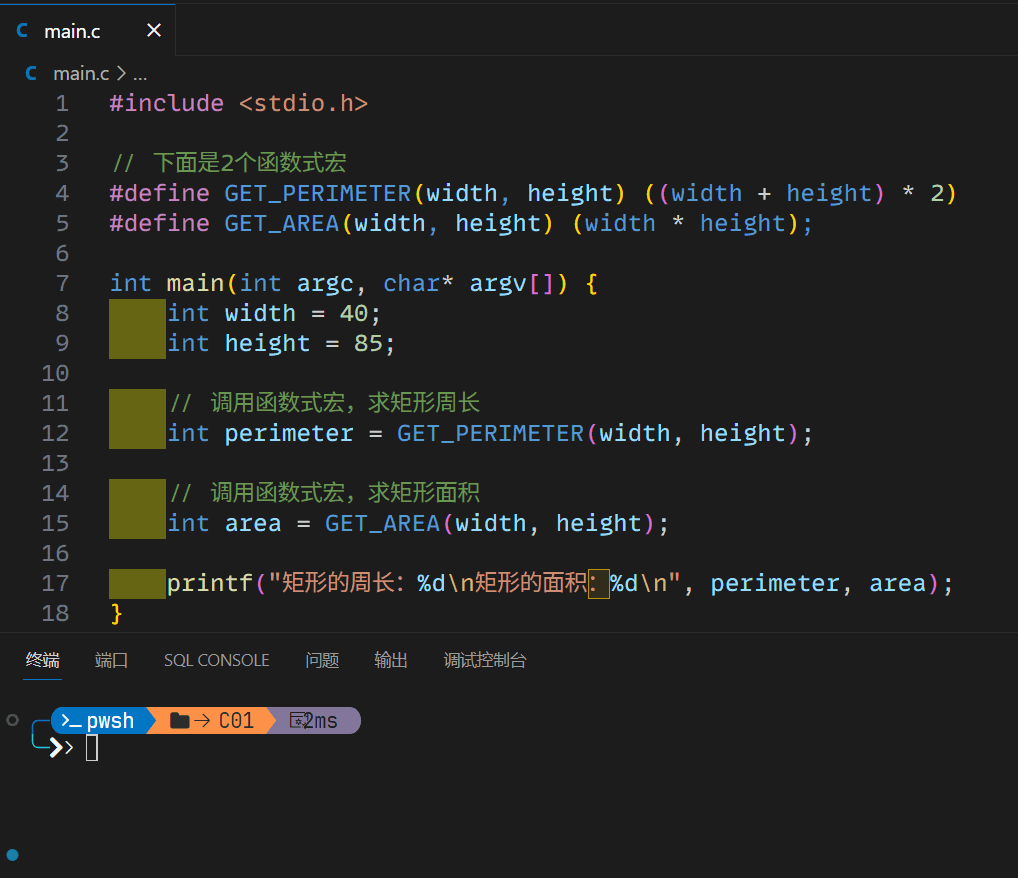 C main.c ×
C main.c > ...
1 #include <stdio.h>
2
3 // 下面是2个函数式宏
4 #define GET_PERIMETER(width, height) ((width + height) * 2)
5 #define GET_AREA(width, height) (width * height);
6
7 int main(int argc, char* argv[]) {
8 int width = 40;
9 int height = 85;
10
11 // 调用函数式宏，求矩形周长
12 int perimeter = GET_PERIMETER(width, height);
13
14 // 调用函数式宏，求矩形面积
15 int area = GET_AREA(width, height);
16
17 printf("矩形的周长：%d\n矩形的面积：%d\n", perimeter, area);
18 }
终端 端口 SQL CONSOLE 问题 输出 调试控制台
>_ pwsh → C01 2ms